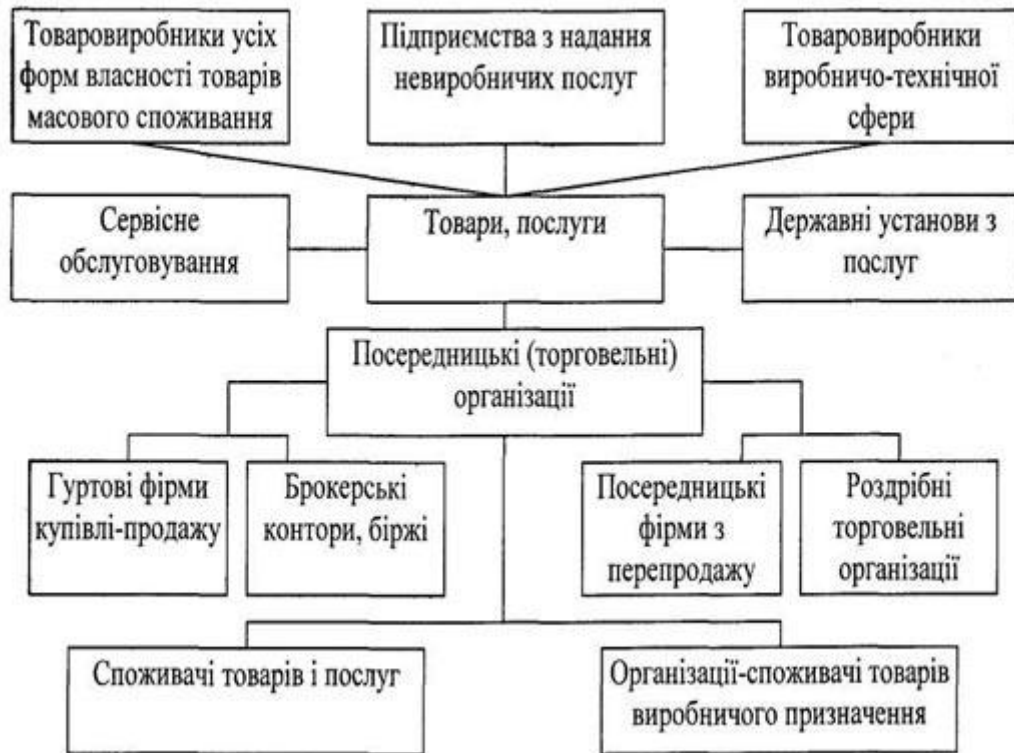 Товаровиробники усіх
форм власності товарів
масового споживання
Підприємства з надання
невиробничих послуг
Товаровиробники
виробничо-технічної
сфери
Сервісне
обслуговування
Товари, послуги
Державні установи з
послуг
Посередницькі (торговельні)
організації
Гуртові фірми
купівлі-продажу
Брокерські
контори, біржі
Посередницькі
фірми з
перепродажу
Роздрібні
торговельні
організації
Споживачі товарів і послуг
Організації-споживачі товарів
виробничого призначення